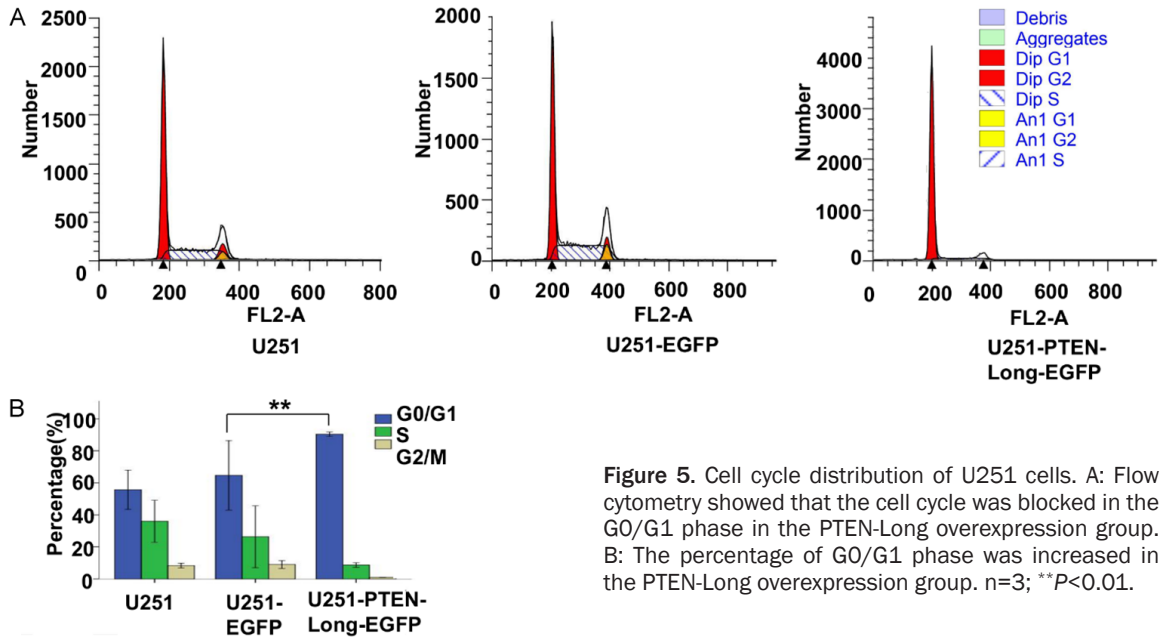 A
2500
2000
1500
1000
500
0
Number
0 200 400 600 800
FL2-A
U251
2000
1500
1000
500
0
Number
0 200 400 600 800
FL2-A
U251-EGFP
4000
3000
2000
1000
0
Number
0 200 400 600 800
FL2-A
U251-PTEN-
Long-EGFP
Debris
Aggregates
Dip G1
Dip G2
Dip S
An1 G1
An1 G2
An1 S
B
100
80
60
40
20
0
Percentage(%)
**
G0/G1
S
G2/M
U251
U251-
EGFP
U251-PTEN-
Long-EGFP
Figure 5. Cell cycle distribution of U251 cells. A: Flow
cytometry showed that the cell cycle was blocked in the
G0/G1 phase in the PTEN-Long overexpression group.
B: The percentage of G0/G1 phase was increased in
the PTEN-Long overexpression group. n=3; **P<0.01.